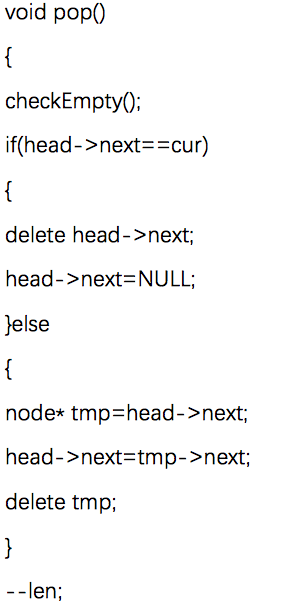 void pop()
{
checkEmpty();
if(head->next==cur)
{
delete head->next;
head->next=NULL;
}else
{
node* tmp=head->next;
head->next=tmp->next;
delete tmp;
}
--len;